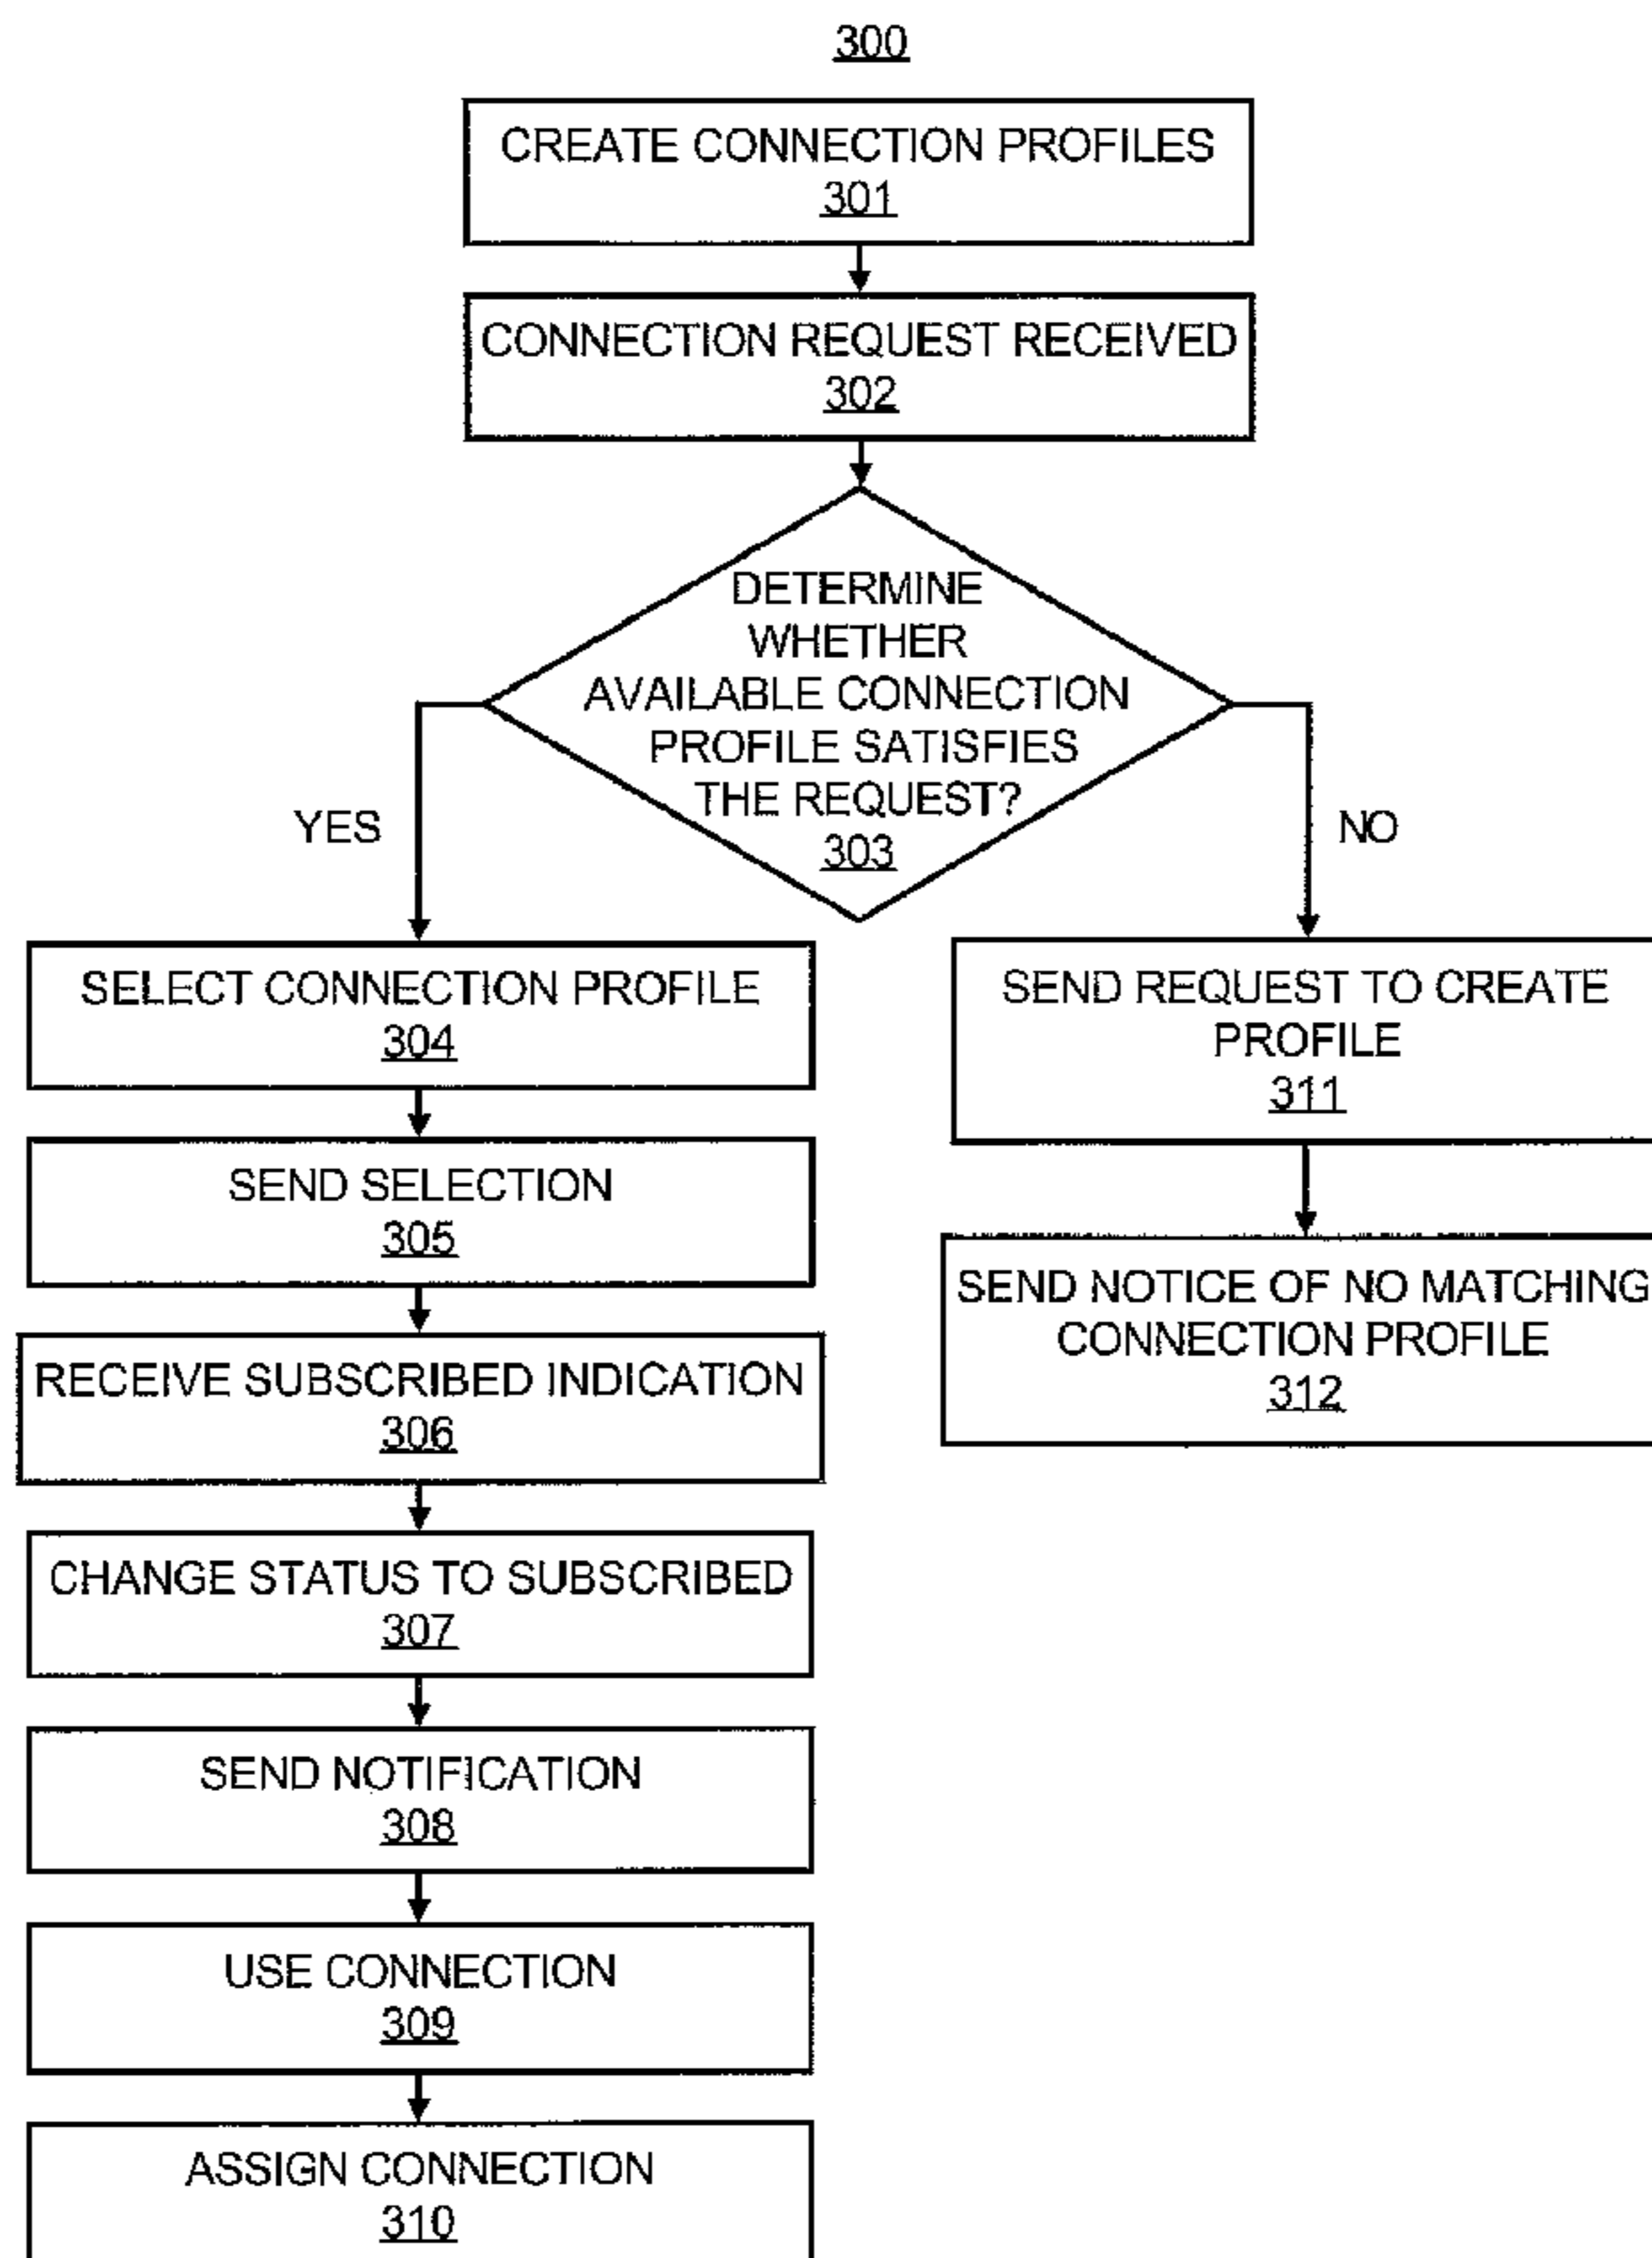 300
CREATE CONNECTION PROFILES
301
CONNECTION REQUEST RECEIVED
302
DETERMINE
WHETHER
AVAILABLE CONNECTION
PROFILE SATISFIES
THE REQUEST?
303
YES
NO
SELECT CONNECTION PROFILE
304
SEND SELECTION
305
RECEIVE SUBSCRIBED INDICATION
306
CHANGE STATUS TO SUBSCRIBED
307
SEND NOTIFICATION
308
USE CONNECTION
309
ASSIGN CONNECTION
310
SEND REQUEST TO CREATE
PROFILE
311
SEND NOTICE OF NO MATCHING
CONNECTION PROFILE
312